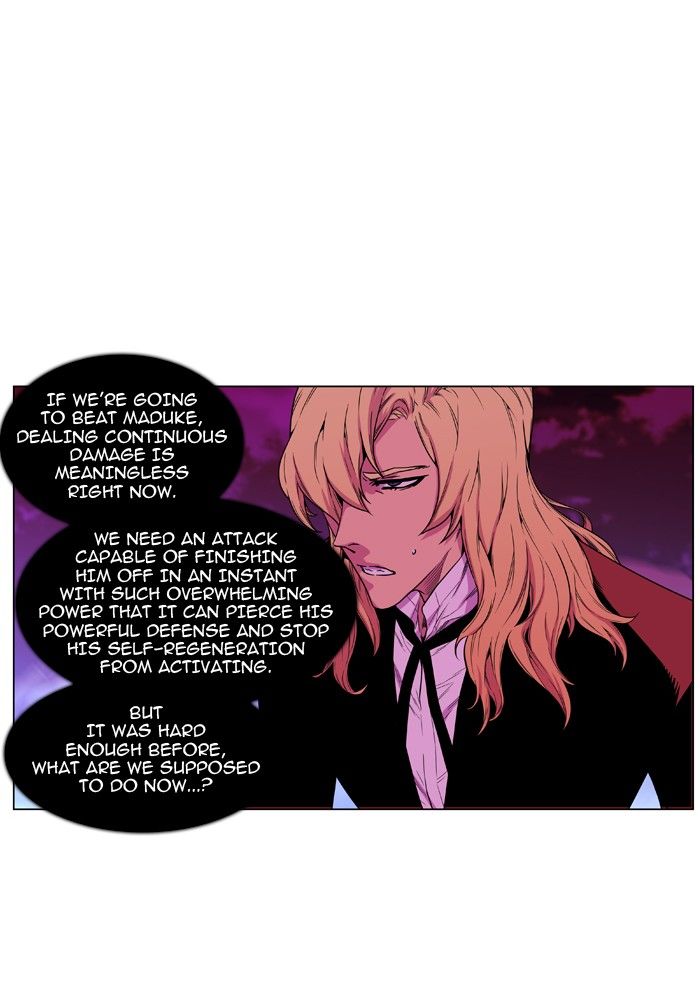 IF WE'RE GOING
TO BEAT MADUKE,
DEALING CONTINUOUS
DAMAGE IS
MEANINGLESS
RIGHT NOW.
WE NEED AN ATTACK
CAPABLE OF FINISHING
HIM OFF IN AN INSTANT
WITH SUCH OVERWHELMING
POWER THAT IT CAN PIERCE HIS
POWERFUL DEFENSE AND STOP
HIS SELF-REGENERATION
FROM ACTIVATING.
BUT
IT WAS HARD
ENOUGH BEFORE,
WHAT ARE WE SUPPOSED
TO DO NOW...?